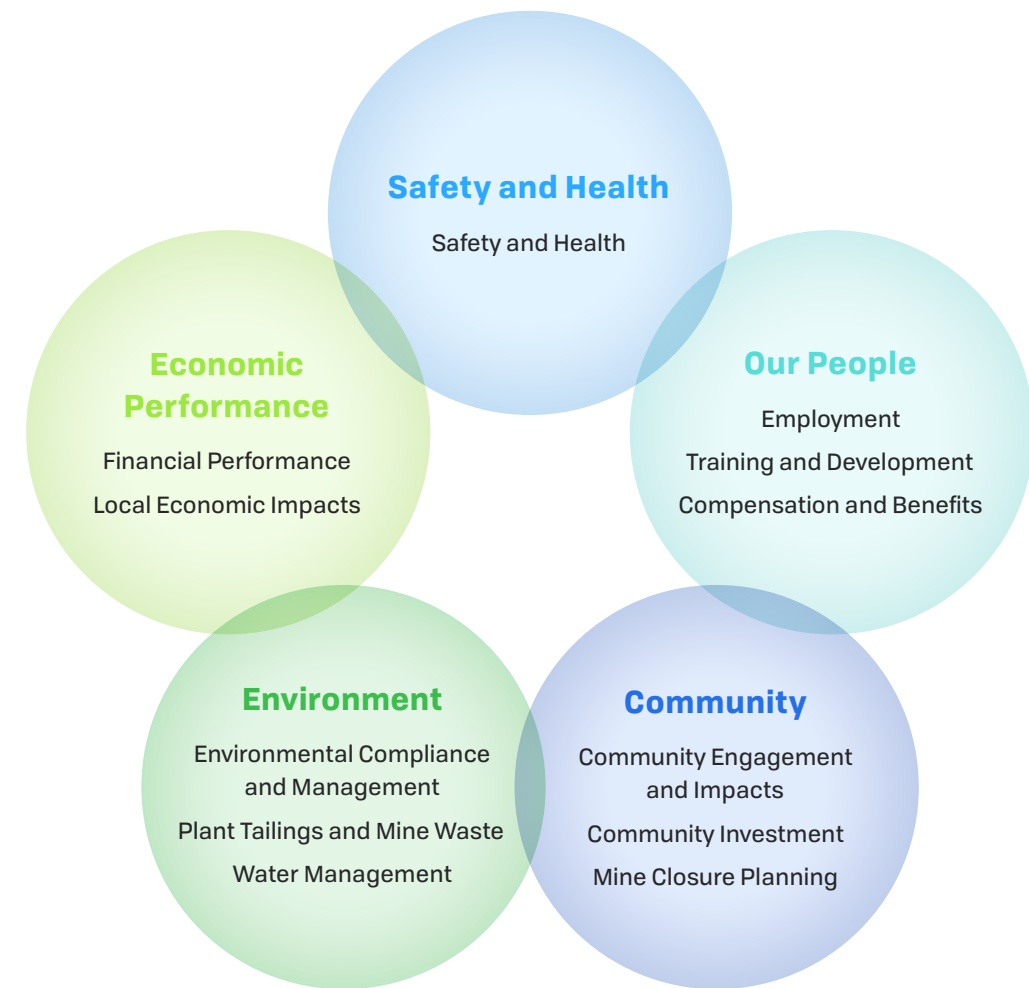 Safety and Health
Safety and Health
Economic
Performance
Financial Performance
Local Economic Impacts
Our People
Employment
Training and Development
Compensation and Benefits
Environment
Environmental Compliance
and Management
Plant Tailings and Mine Waste
Water Management
Community
Community Engagement
and Impacts
Community Investment
Mine Closure Planning